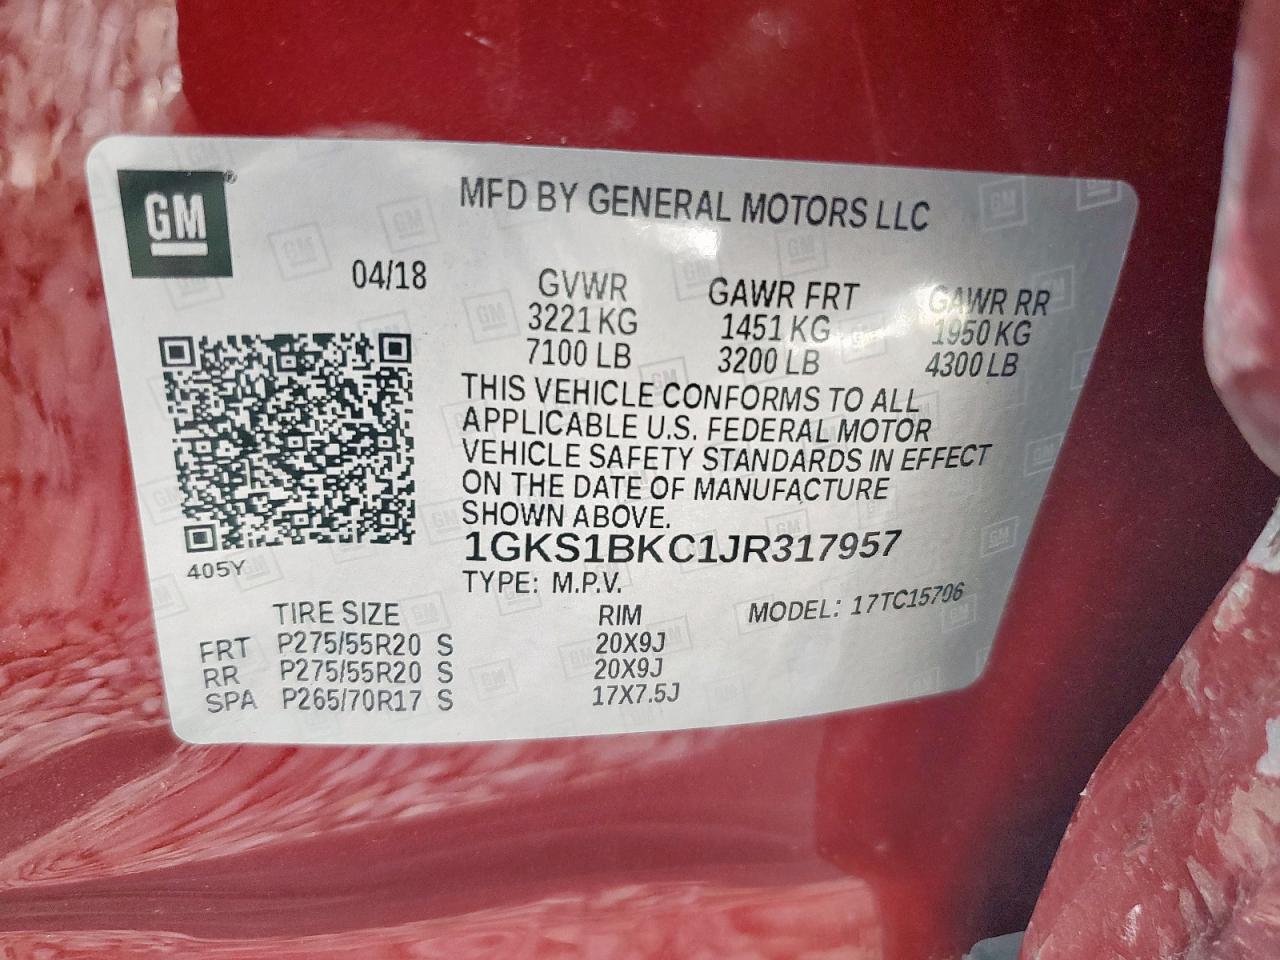 GM®
MFD BY GENERAL MOTORS LLC
04/18
GVWR GAWR FRT GAWR RR
3221 KG 1451 KG 1950 KG
7100 LB 3200 LB 4300 LB
THIS VEHICLE CONFORMS TO ALL
APPLICABLE U.S. FEDERAL MOTOR
VEHICLE SAFETY STANDARDS IN EFFECT
ON THE DATE OF MANUFACTURE
SHOWN ABOVE.
1GKS1BKC1JR317957
405Y
TYPE: M.P.V.
MODEL: 17TC15706
TIRE SIZE RIM
FRT P275/55R20 S 20X9J
RR P275/55R20 S 20X9J
SPA P265/70R17 S 17X7.5J